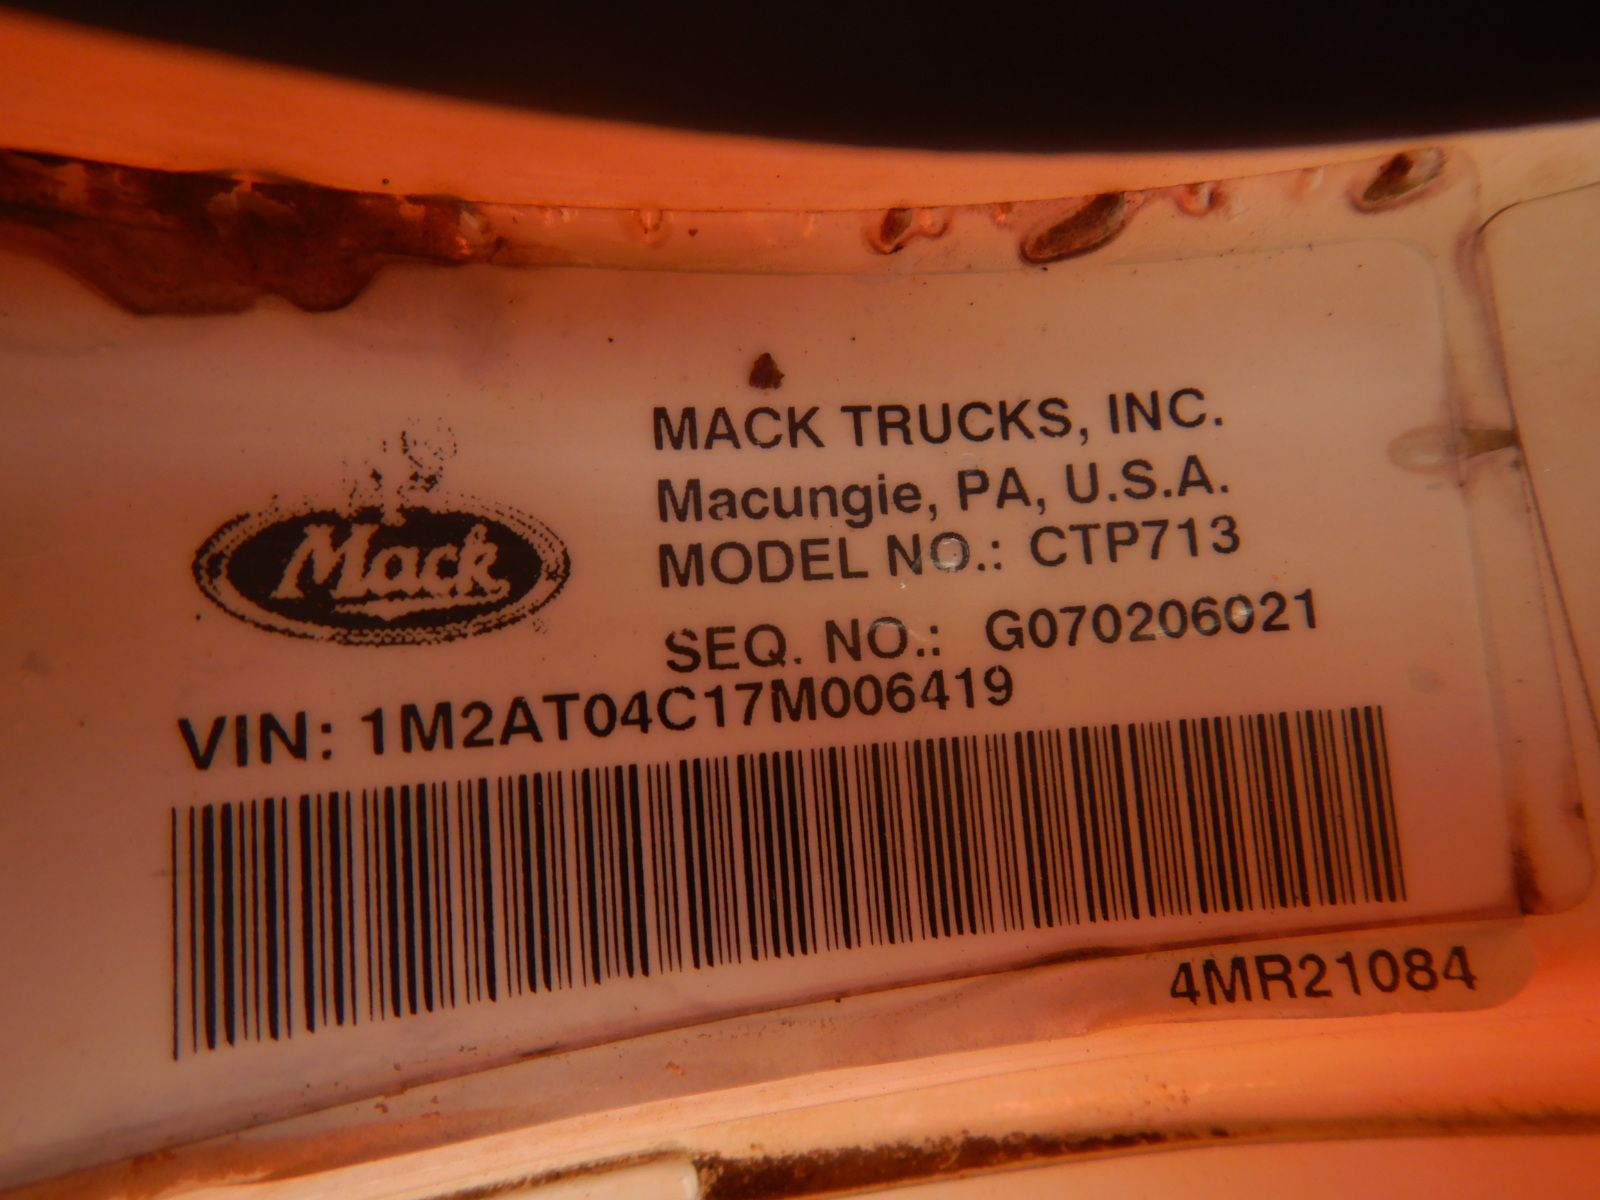 Mack
MACK TRUCKS, INC.
Macungie, PA, U.S.A.
MODEL NO.: CTP713
SEQ. NO.: G070206021
VIN: 1M2AT04C17M006419
4MR21084